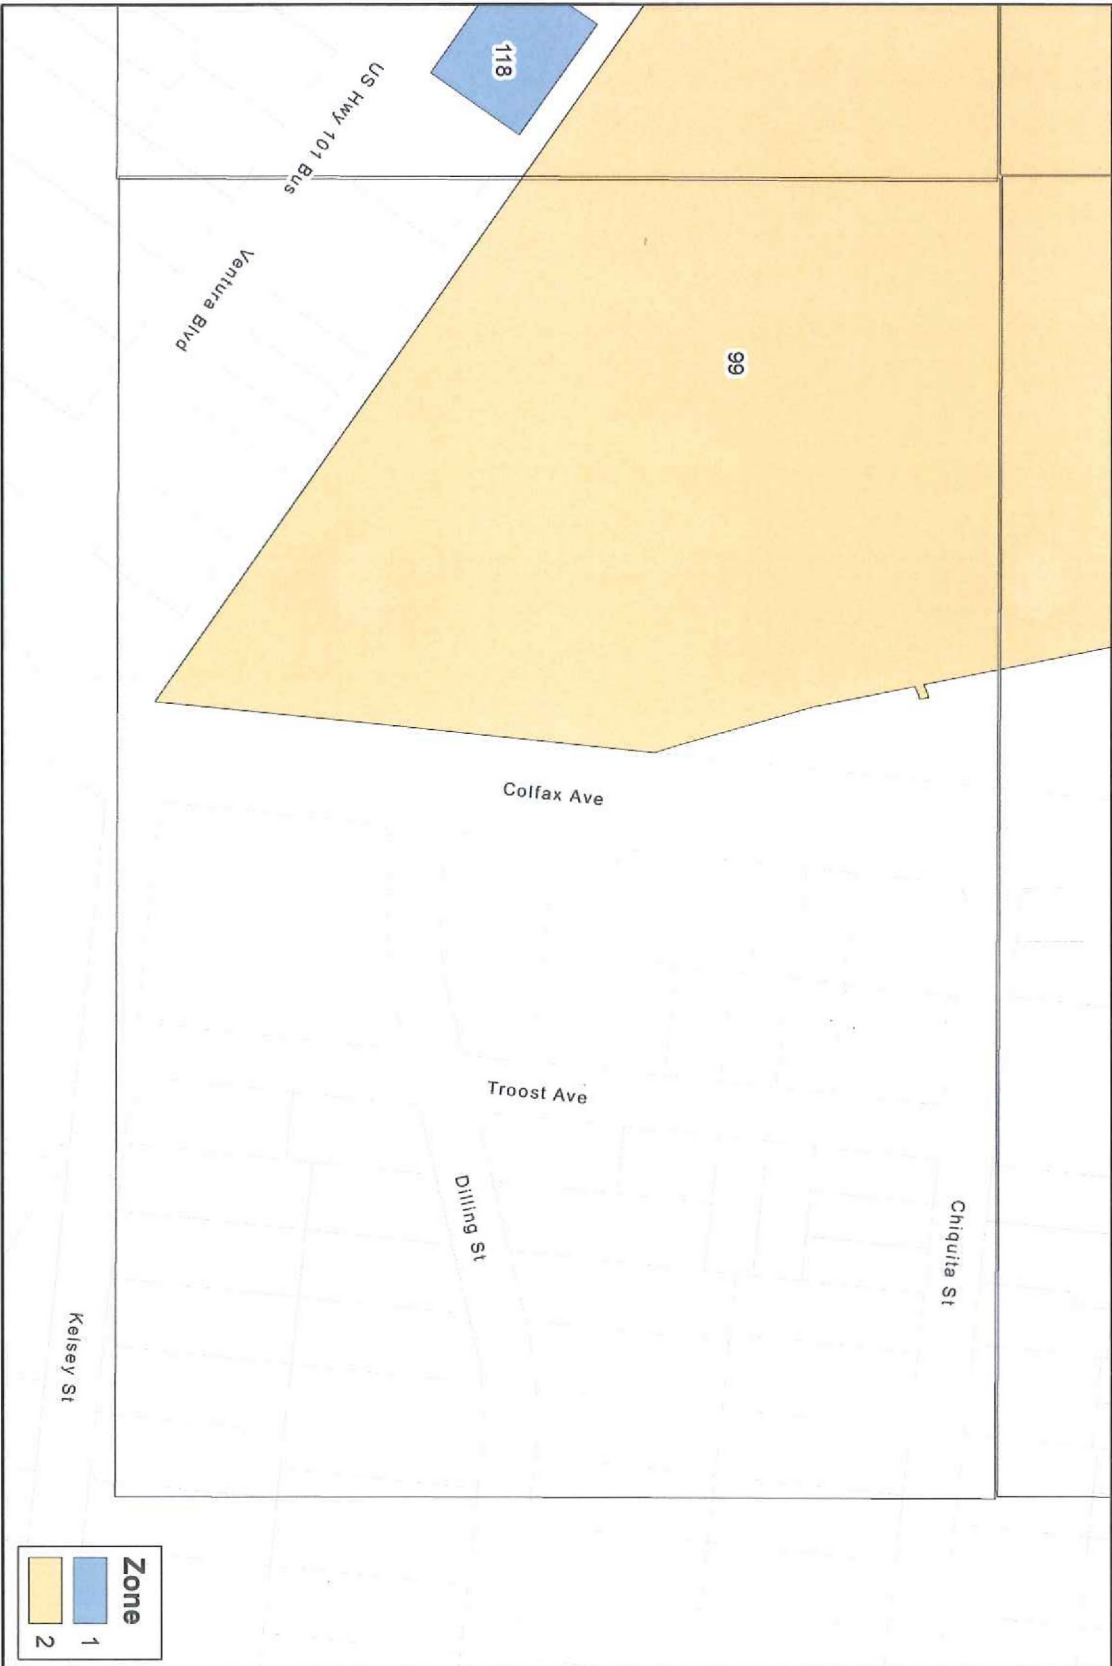 118
US Hwy 101 Bus
Ventura Blvd
99
Colfax Ave
Troost Ave
Dilling St
Chiquita St
Kelsey St
Zone
1
2